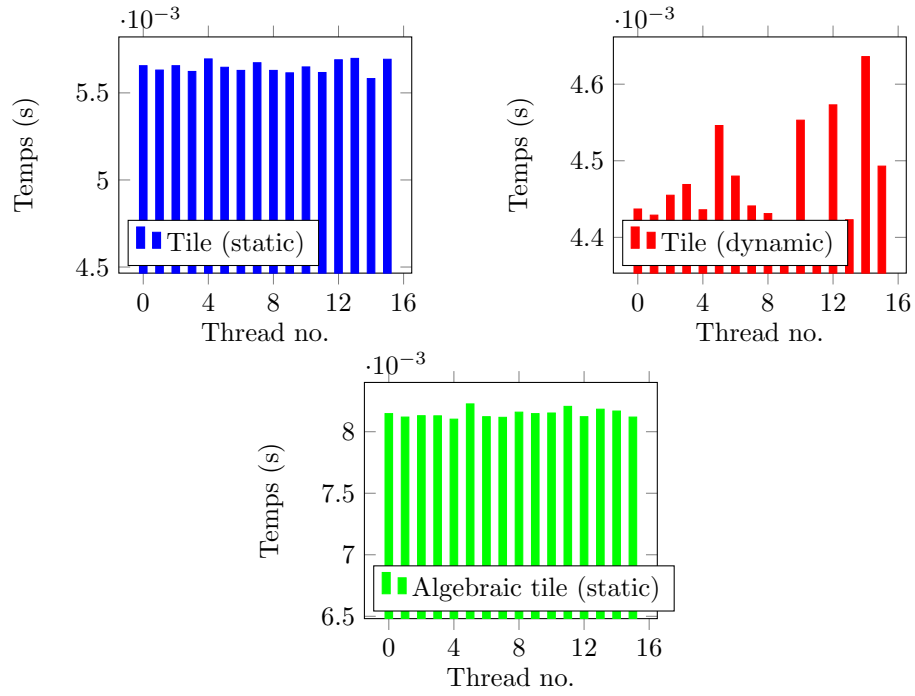 ·10⁻³
5.5
5
4.5
Temps (s)
Tile (static)
0 4 8 12 16
Thread no.
·10⁻³
4.6
4.5
4.4
Temps (s)
Tile (dynamic)
0 4 8 12 16
Thread no.
·10⁻³
8
7.5
7
6.5
Temps (s)
Algebraic tile (static)
0 4 8 12 16
Thread no.